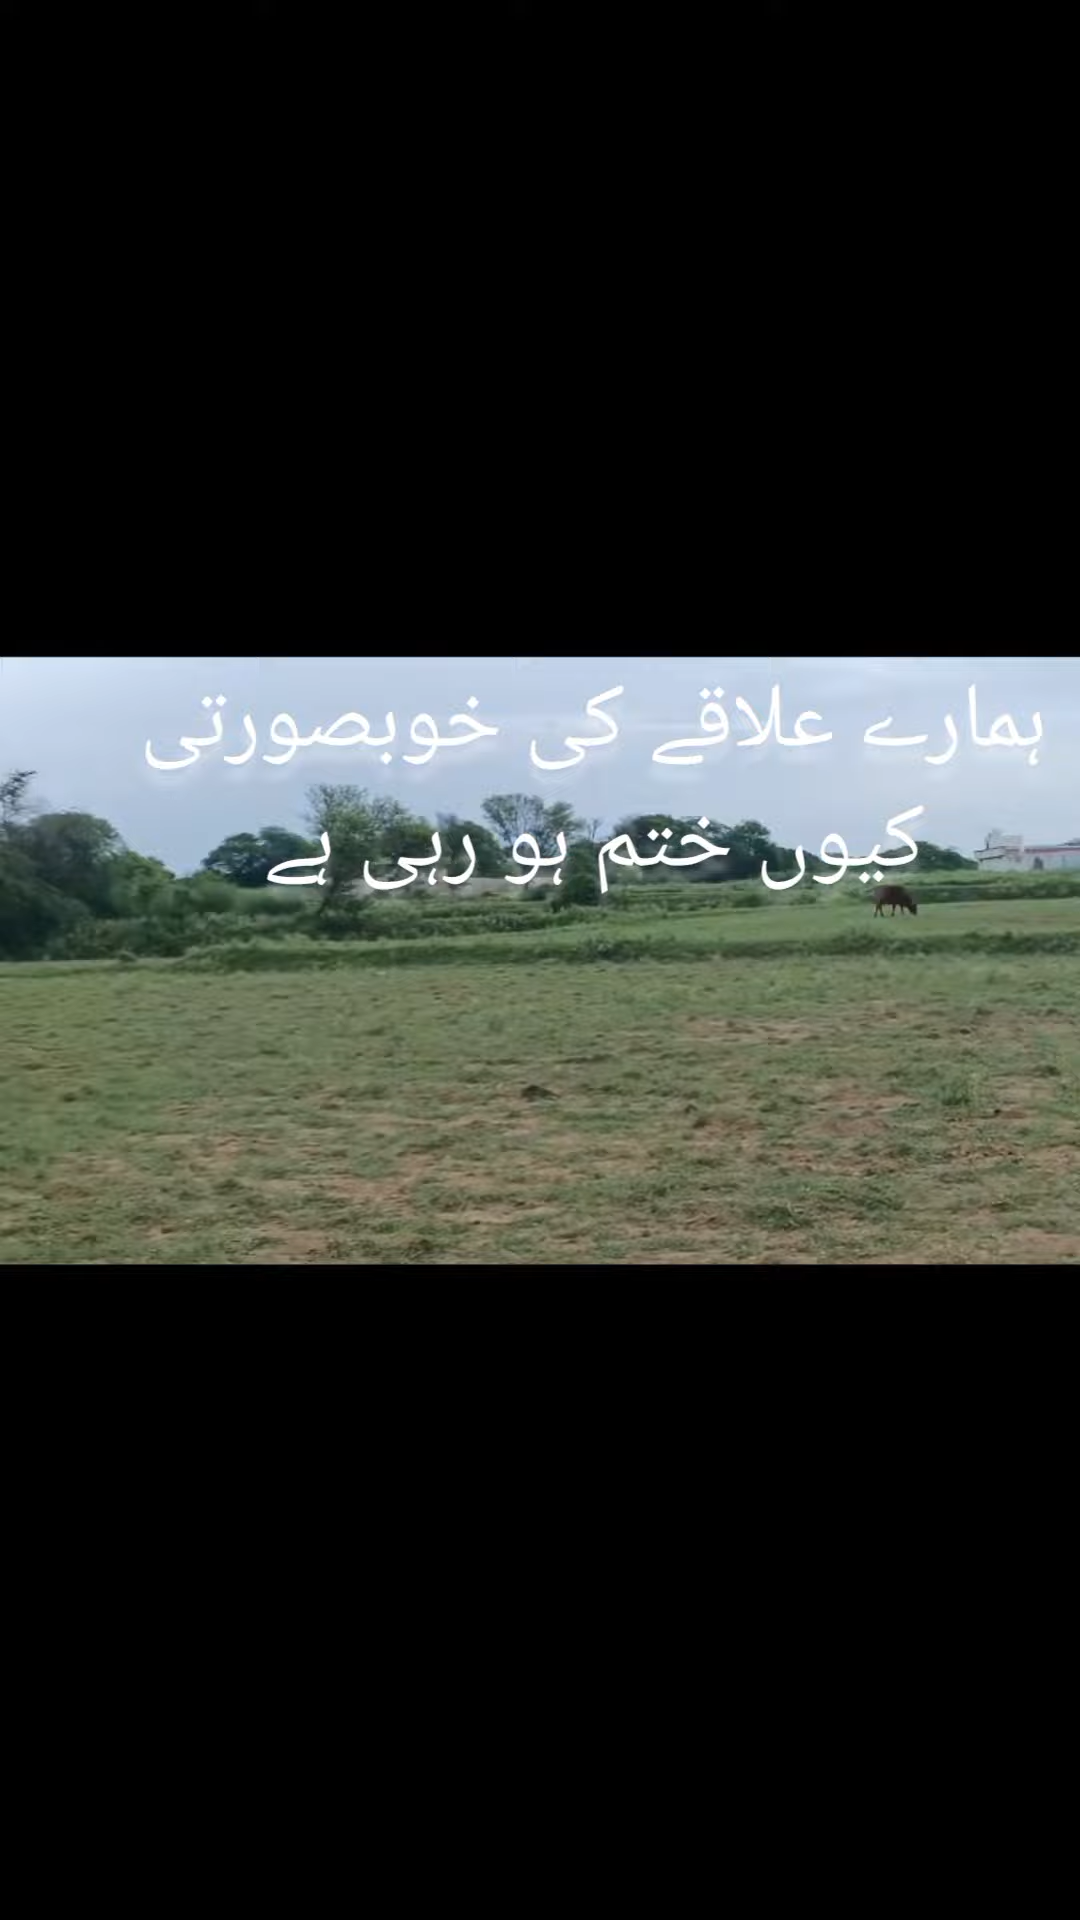 ہمارے علاقے کی خوبصورتی
کیوں ختم ہو رہی ہے